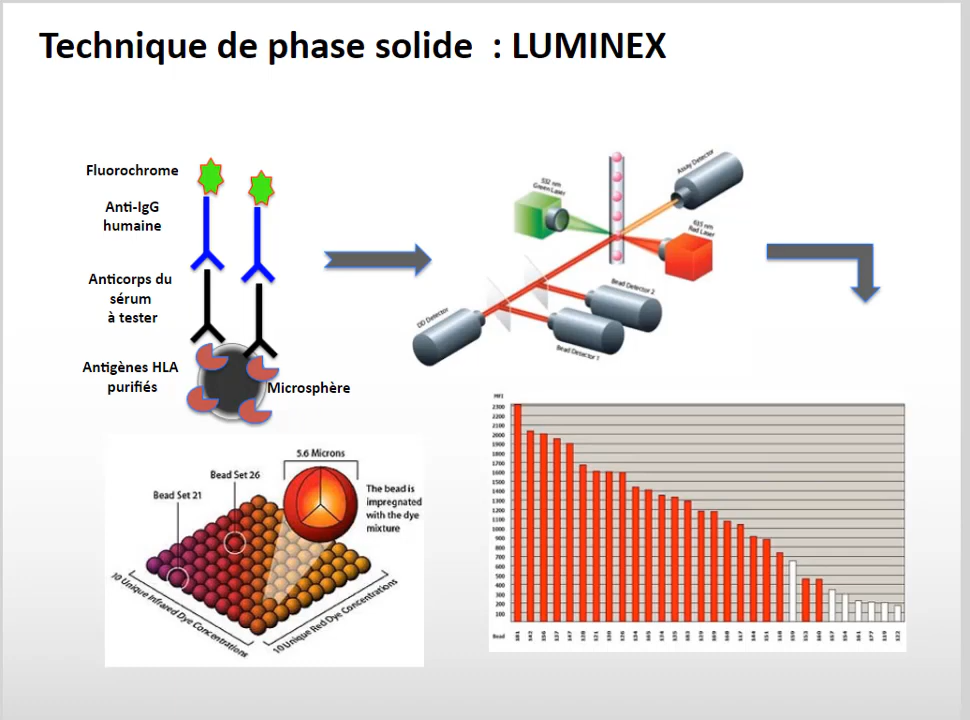 Technique de phase solide : LUMINEX
Fluorochrome
Anti-IgG
humaine
Anticorps du
sérum
à tester
Antigènes HLA
purifiés
Microsphère
532 nm
Green Laser
Assay Detector
635 nm
Red Laser
DD Detector
Bead Detector 2
Bead Detector 1
5.6 Microns
Bead Set 26
Bead Set 21
The bead is
impregnated
with the dye
mixture
10 Unique Infrared Dye Concentrations
10 Unique Red Dye Concentrations
MFI
2300
2200
2100
2000
1900
1800
1700
1600
1500
1400
1300
1200
1100
1000
900
800
700
600
500
400
300
200
100
Bead